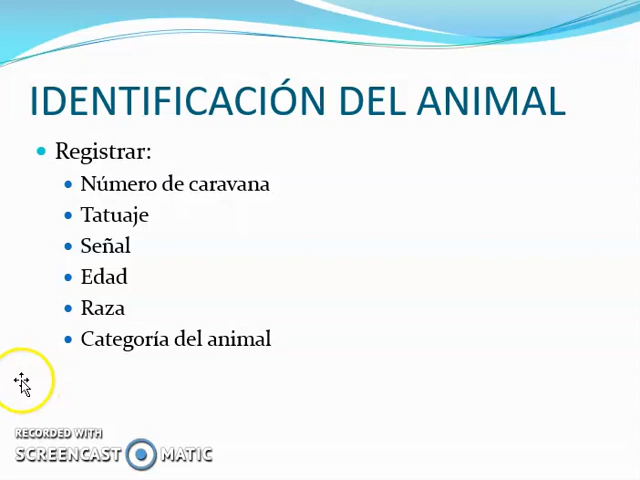 IDENTIFICACIÓN DEL ANIMAL
Registrar:
Número de caravana
Tatuaje
Señal
Edad
Raza
Categoría del animal
RECORDED WITH
SCREENCAST MATIC